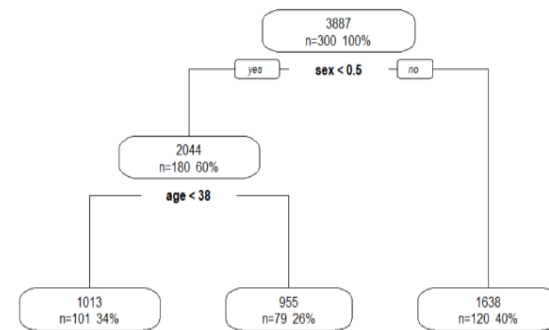 3887
n=300 100%
yes
sex < 0.5
no
2044
n=180 60%
age < 38
1013
n=101 34%
955
n=79 26%
1638
n=120 40%